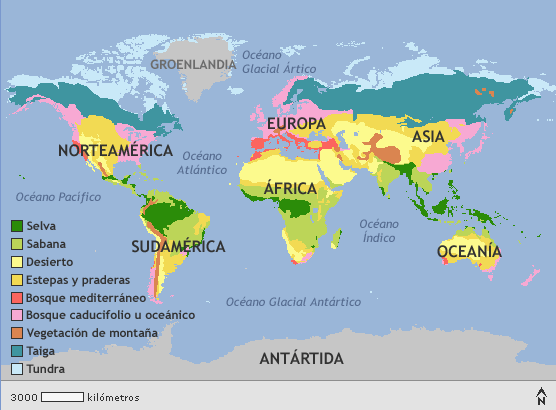 GROENLANDIA
Océano
Glacial Ártico
EUROPA
ASIA
NORTEAMÉRICA
Océano
Atlántico
ÁFRICA
Océano Pacífico
Océano
Índico
SUDAMÉRICA
OCEANÍA
Selva
Sabana
Desierto
Estepas y praderas
Bosque mediterráneo
Bosque caducifolio u oceánico
Vegetación de montaña
Taiga
Tundra
Océano Glacial Antártico
ANTÁRTIDA
3000 kilómetros
N